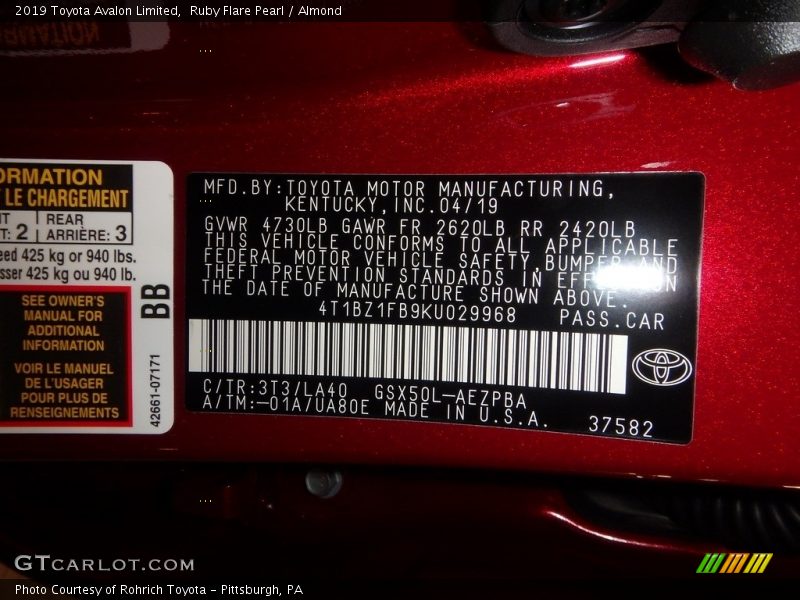 2019 Toyota Avalon Limited,  Ruby Flare Pearl / Almond
ORMATION
LE CHARGEMENT
T: 2
REAR
ARRIÈRE: 3
eed 425 kg or 940 lbs.
sser 425 kg ou 940 lb.
SEE OWNER'S
MANUAL FOR
ADDITIONAL
INFORMATION
VOIR LE MANUEL
DE L'USAGER
POUR PLUS DE
RENSEIGNEMENTS
BB
42661-07171
MFD.BY:TOYOTA MOTOR MANUFACTURING,
KENTUCKY,INC.04/19
GVWR 4730LB GAWR FR 2620LB RR 2420LB
THIS VEHICLE CONFORMS TO ALL APPLICABLE
FEDERAL MOTOR VEHICLE SAFETY,BUMPER,AND
THEFT PREVENTION STANDARDS IN EFFECT ON
THE DATE OF MANUFACTURE SHOWN ABOVE.
4T1BZ1FB9KU029968 PASS.CAR
C/TR:3T3/LA40 GSX50L-AEZPBA
A/TM:-01A/UA80E MADE IN U.S.A.
37582
GTCARLOT.COM
Photo Courtesy of Rohrich Toyota - Pittsburgh, PA